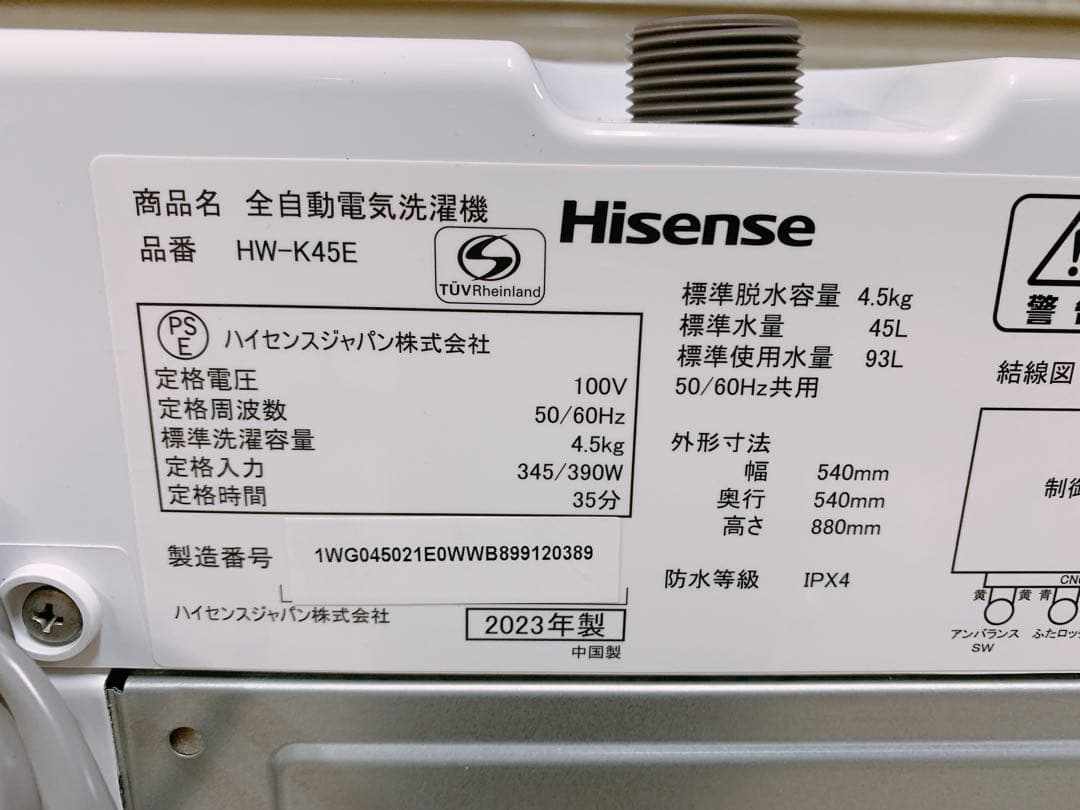 商品名 全自動電気洗濯機
品番 HW-K45E
TÜVRheinland
Hisense
PS
E
ハイセンスジャパン株式会社
定格電圧 100V
定格周波数 50/60Hz
標準洗濯容量 4.5kg
定格入力 345/390W
定格時間 35分
製造番号 1WG045021E0WWB899120389
ハイセンスジャパン株式会社
2023年製
中国製
標準脱水容量 4.5kg
標準水量 45L
標準使用水量 93L
50/60Hz共用
外形寸法
幅 540mm
奥行 540mm
高さ 880mm
防水等級 IPX4
警
結線図
制御
CN
黄 黄 青
アンバランス
SW
ふたロッ